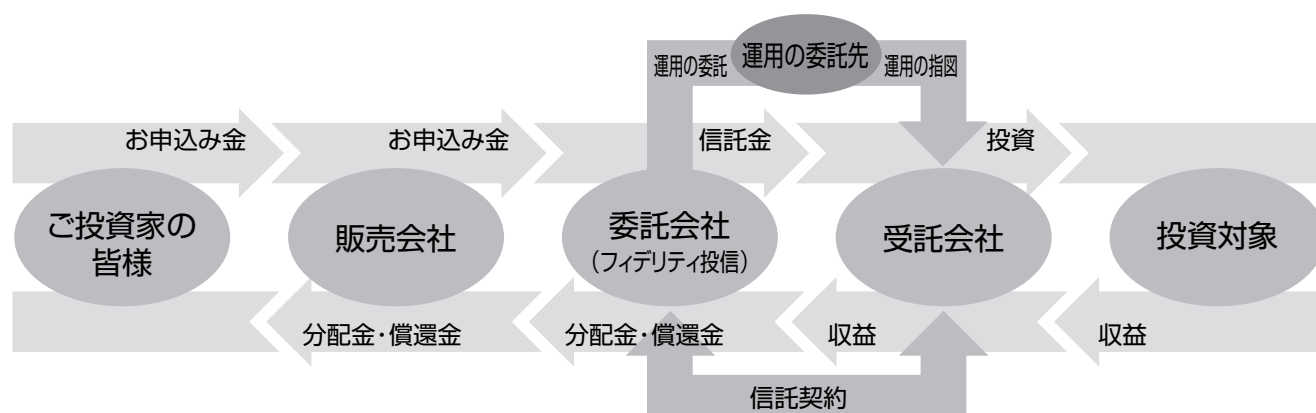 運用の委託
運用の委託先
運用の指図
お申込み金
お申込み金
信託金
投資
ご投資家の
皆様
販売会社
委託会社
（フィデリティ投信）
受託会社
投資対象
分配金・償還金
分配金・償還金
収益
収益
信託契約